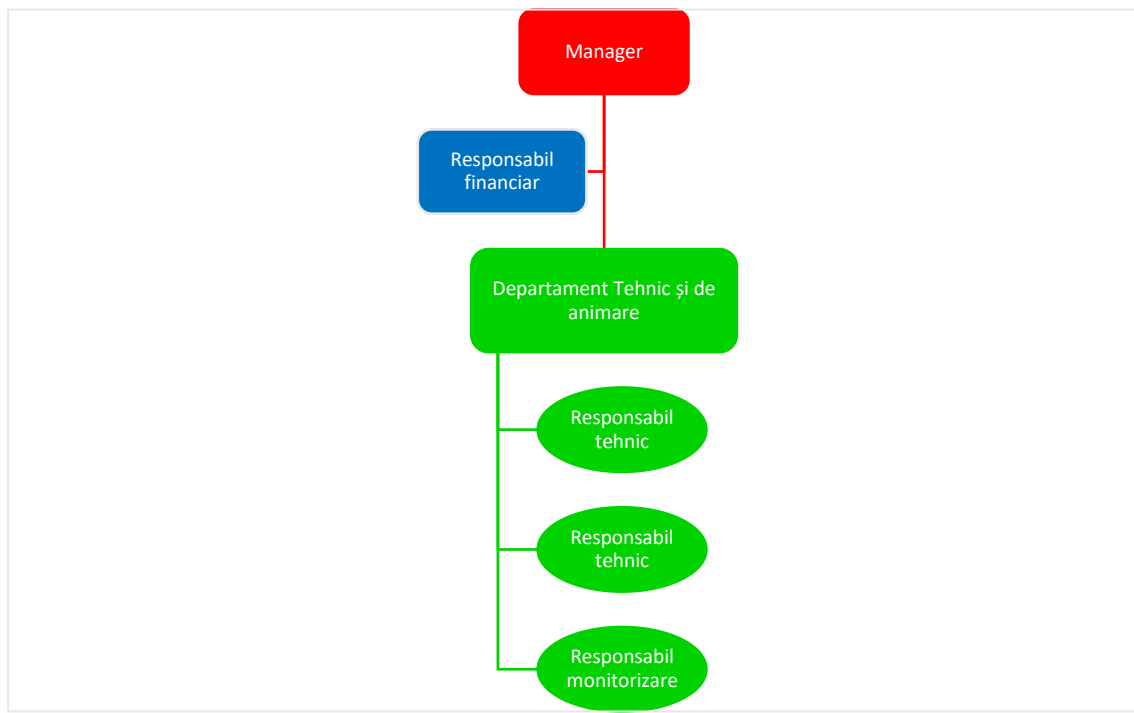 Manager
Responsabil
financiar
Departament Tehnic și de
animare
Responsabil
tehnic
Responsabil
tehnic
Responsabil
monitorizare